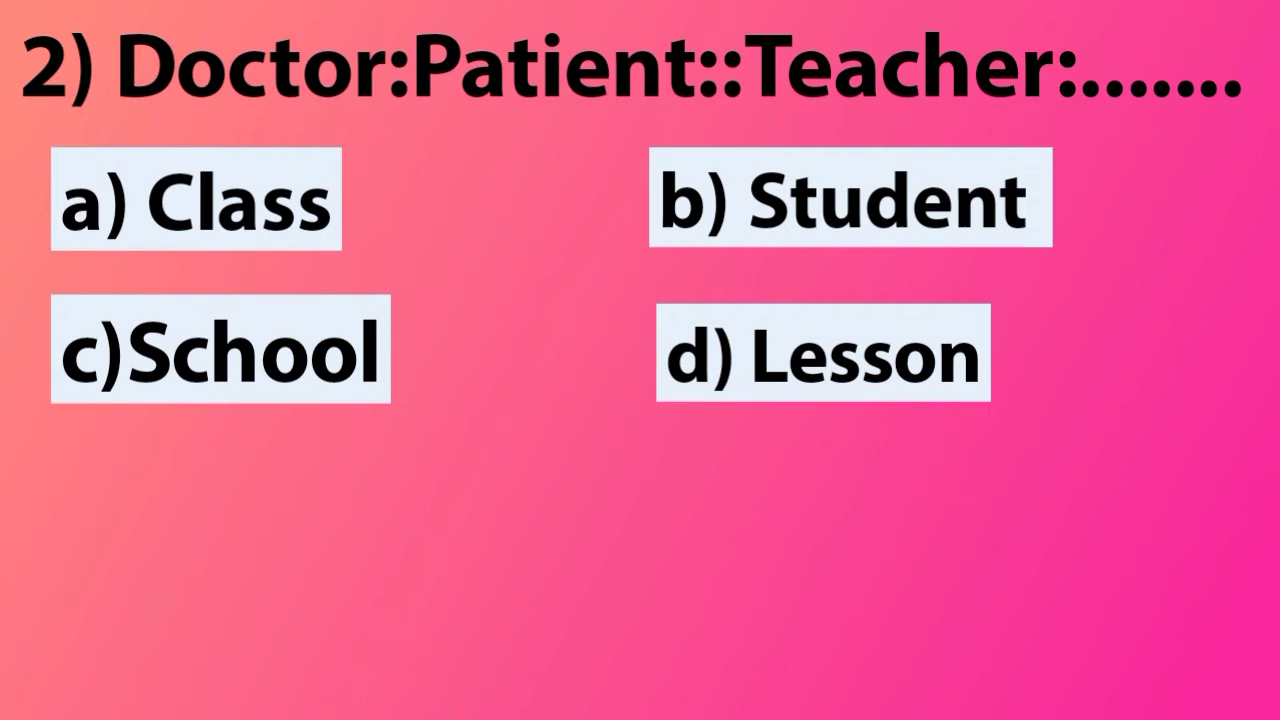 2) Doctor:Patient::Teacher:.......
a) Class
b) Student
c)School
d) Lesson